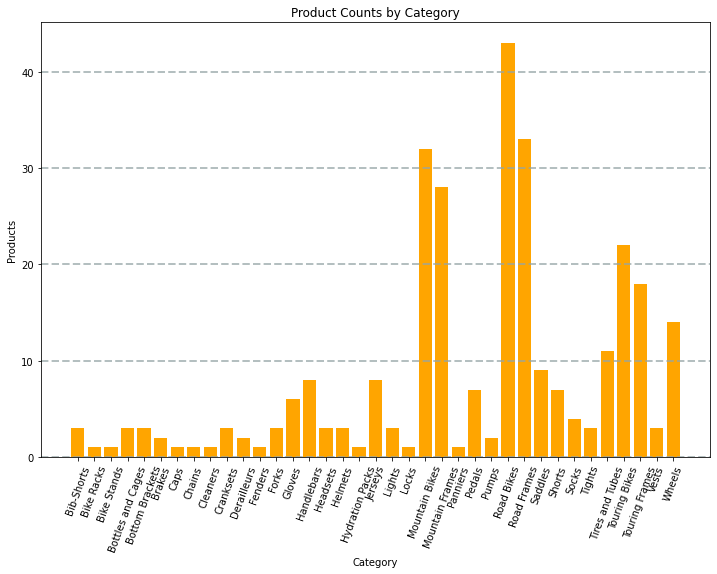 Product Counts by Category
Products
40
30
20
10
0
Bib-Shorts
Bike Racks
Bike Stands
Bottles and Cages
Bottom Brackets
Brakes
Caps
Chains
Cleaners
Cranksets
Derailleurs
Fenders
Forks
Gloves
Handlebars
Headsets
Helmets
Hydration Packs
Jerseys
Lights
Locks
Mountain Bikes
Mountain Frames
Panniers
Pedals
Pumps
Road Bikes
Road Frames
Saddles
Shorts
Socks
Tights
Tires and Tubes
Touring Bikes
Touring Frames
Vests
Wheels
Category